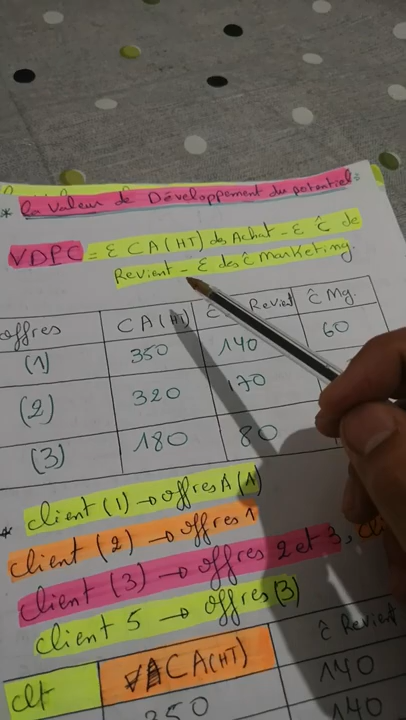 * la valeur de Développement du potentiel:
VDPC = Σ CA(HT) des Achat - Σ Ĉ de
Revient - Σ des Ĉ marketing.
offres CA(HT) Revient Ĉ Mg.
(1) 350 140 60
(2) 320 170
(3) 180 80
* client (1) → offres A (1)
client (2) → offres 1
client (3) → offres 2 et 3,
client 5 → offres (3)
clt CA(HT) Ĉ Revient
350 140
140